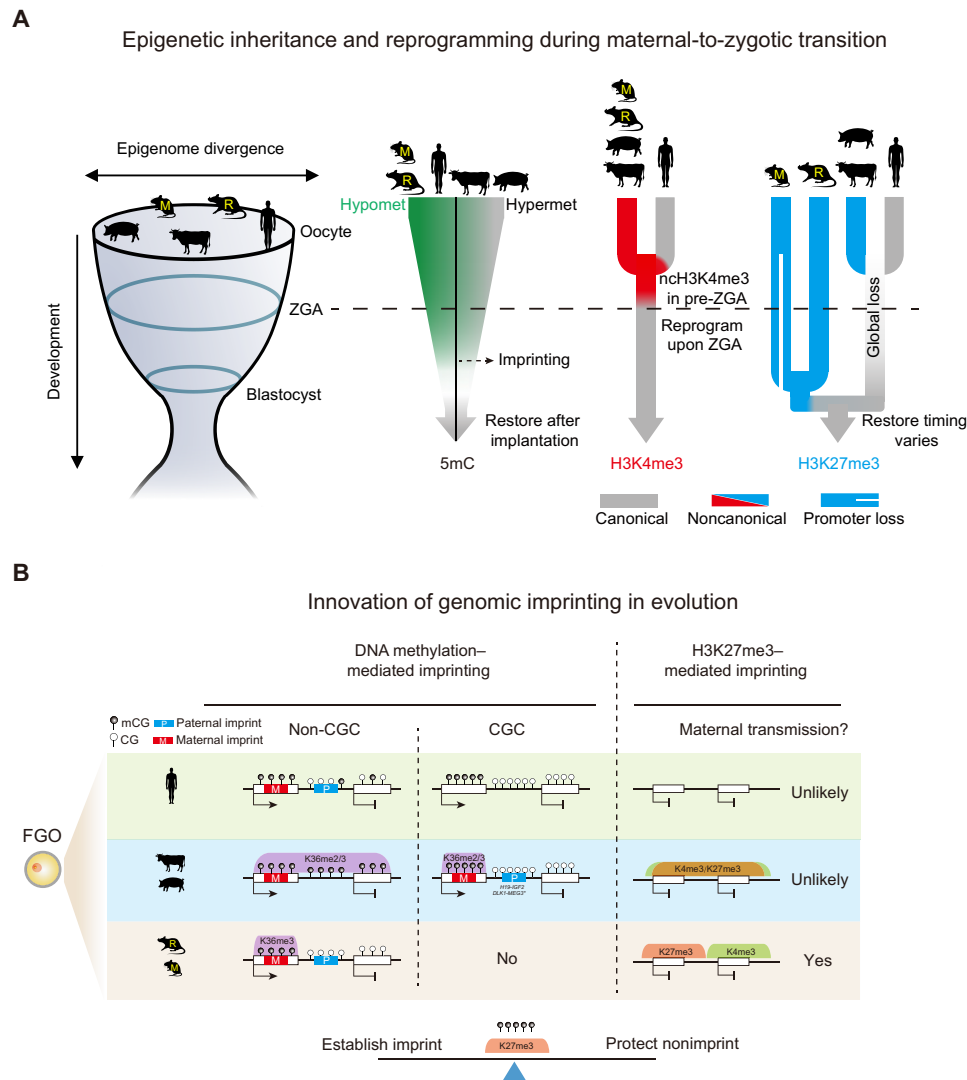 A
Epigenetic inheritance and reprogramming during maternal-to-zygotic transition
Epigenome divergence
M
R
Oocyte
ZGA
Blastocyst
Development
M
R
Hypomet
Hypermet
Imprinting
Restore after
implantation
5mC
M
R
ncH3K4me3
in pre-ZGA
Reprogram
upon ZGA
H3K4me3
M
R
Global loss
Restore timing
varies
H3K27me3
Canonical
Noncanonical
Promoter loss
B
Innovation of genomic imprinting in evolution
DNA methylation–
mediated imprinting
H3K27me3–
mediated imprinting
mCG
P
Paternal imprint
CG
M
Maternal imprint
Non-CGC
CGC
Maternal transmission?
FGO
M
P
Unlikely
K36me2/3
M
K36me2/3
M
P
H19-IGF2
DLK1-MEG3*
K4me3/K27me3
Unlikely
R
M
K36me3
M
P
No
K27me3
K4me3
Yes
Establish imprint
K27me3
Protect nonimprint